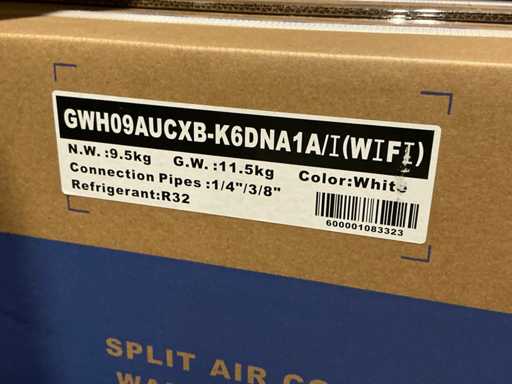 GWH09AUCXB-K6DNA1A/I(WIFI)
N.W.:9.5kg G.W.:11.5kg Color:White
Connection Pipes:1/4"/3/8"
Refrigerant:R32
600001083323
SPLIT AIR